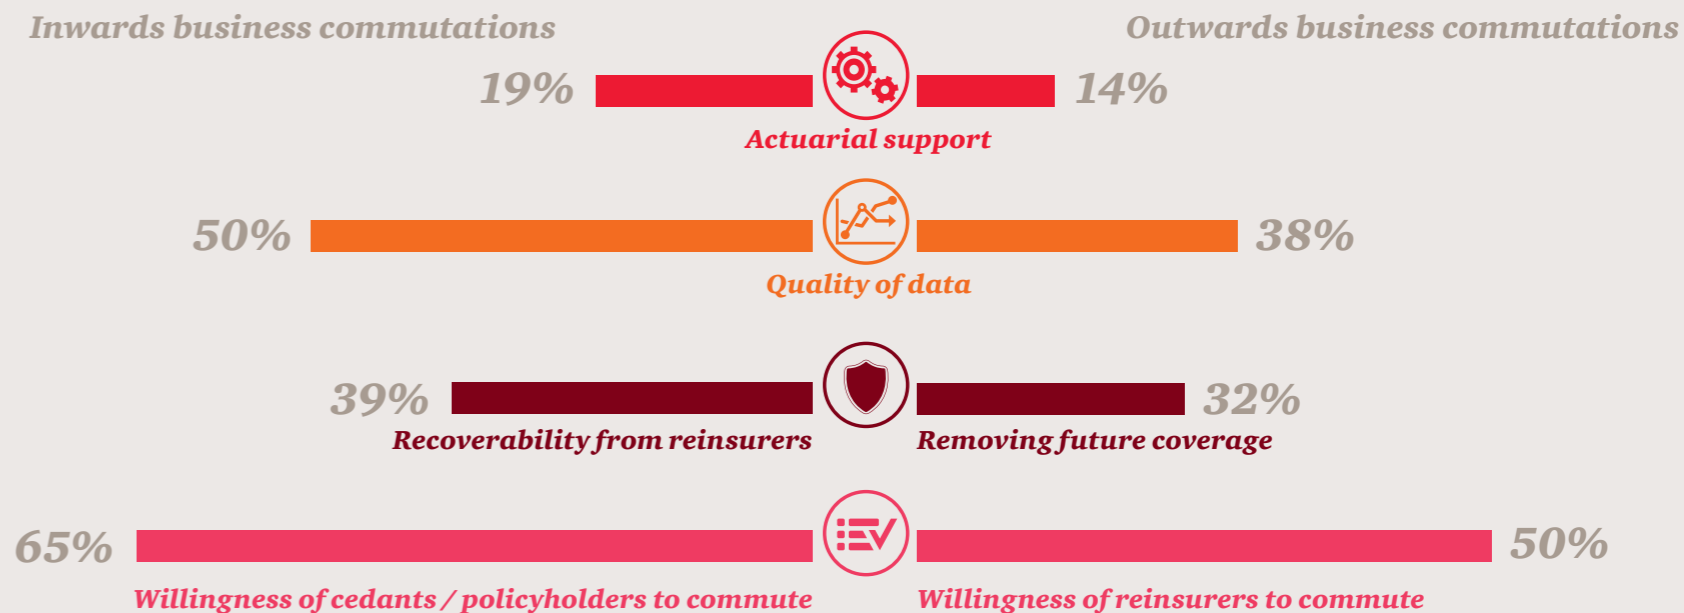 Inwards business commutations
Outwards business commutations
19%
14%
Actuarial support
50%
38%
Quality of data
39%
32%
Recoverability from reinsurers
Removing future coverage
65%
50%
Willingness of cedants / policyholders to commute
Willingness of reinsurers to commute